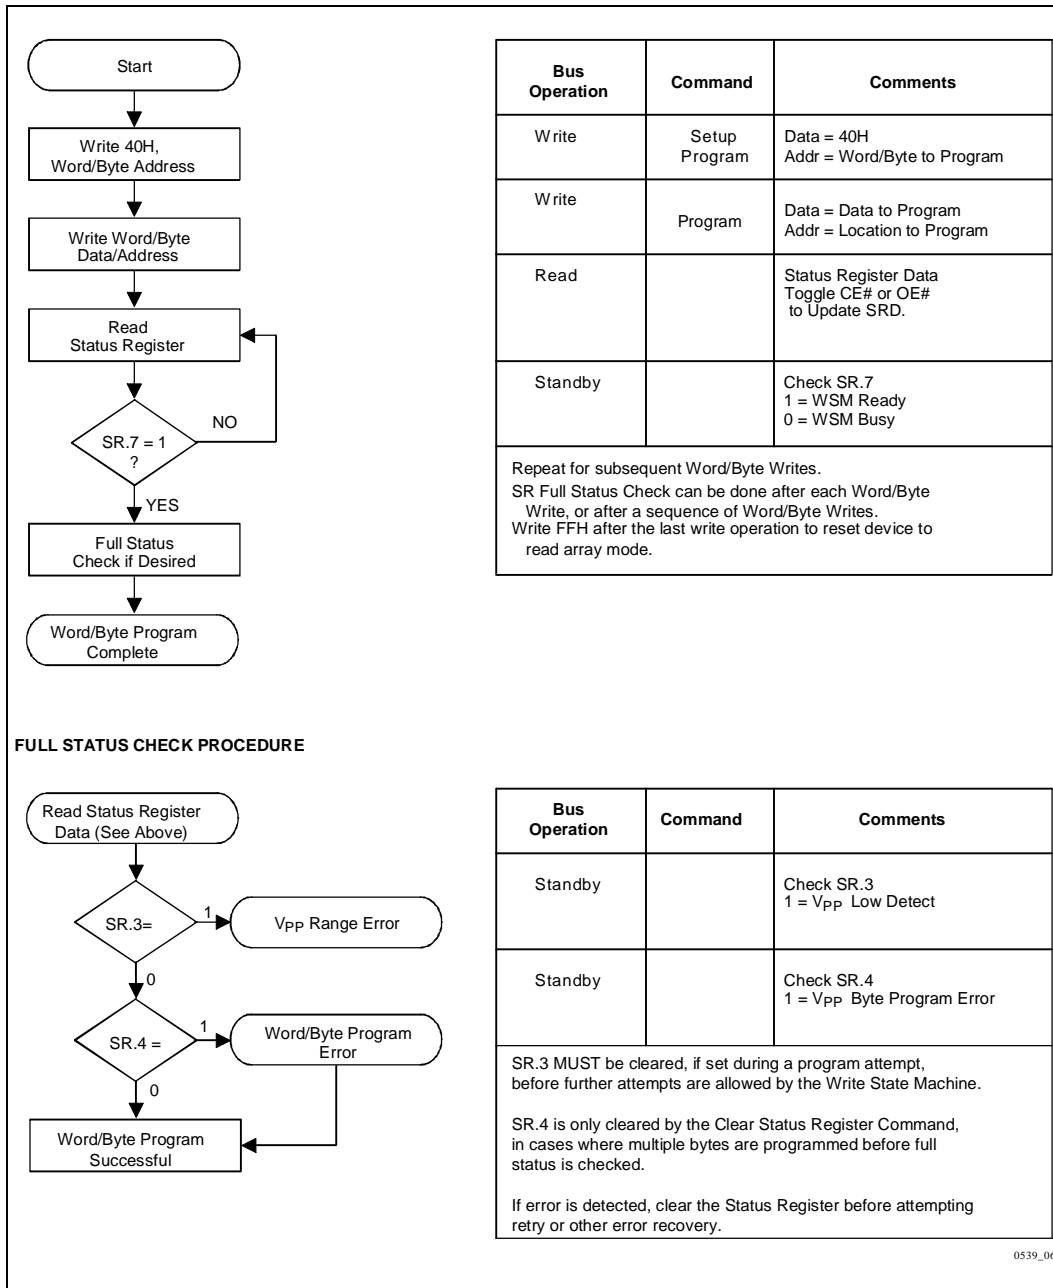 Start
Write 40H,
Word/Byte Address
Write Word/Byte
Data/Address
Read
Status Register
NO
SR.7 = 1
?
YES
Full Status
Check if Desired
Word/Byte Program
Complete
Bus
Operation
Command
Comments
Write
Setup
Program
Data = 40H
Addr = Word/Byte to Program
Write
Program
Data = Data to Program
Addr = Location to Program
Read
Status Register Data
Toggle CE# or OE#
to Update SRD.
Standby
Check SR.7
1 = WSM Ready
0 = WSM Busy
Repeat for subsequent Word/Byte Writes.
SR Full Status Check can be done after each Word/Byte
Write, or after a sequence of Word/Byte Writes.
Write FFH after the last write operation to reset device to
read array mode.
FULL STATUS CHECK PROCEDURE
Read Status Register
Data (See Above)
SR.3=
1
VPP Range Error
0
SR.4 =
1
Word/Byte Program
Error
0
Word/Byte Program
Successful
Bus
Operation
Command
Comments
Standby
Check SR.3
1 = VPP Low Detect
Standby
Check SR.4
1 = VPP Byte Program Error
SR.3 MUST be cleared, if set during a program attempt,
before further attempts are allowed by the Write State Machine.
SR.4 is only cleared by the Clear Status Register Command,
in cases where multiple bytes are programmed before full
status is checked.
If error is detected, clear the Status Register before attempting
retry or other error recovery.
0539_06